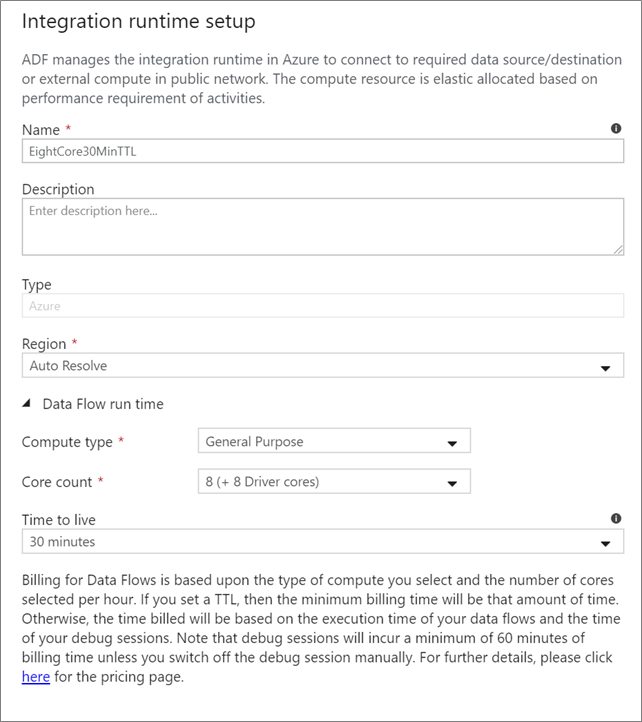 Integration runtime setup
ADF manages the integration runtime in Azure to connect to required data source/destination
or external compute in public network. The compute resource is elastic allocated based on
performance requirement of activities.
Name *
EightCore30MinTTL
Description
Enter description here...
Type
Azure
Region *
Auto Resolve
Data Flow run time
Compute type * General Purpose
Core count * 8 (+ 8 Driver cores)
Time to live
30 minutes
Billing for Data Flows is based upon the type of compute you select and the number of cores
selected per hour. If you set a TTL, then the minimum billing time will be that amount of time.
Otherwise, the time billed will be based on the execution time of your data flows and the time
of your debug sessions. Note that debug sessions will incur a minimum of 60 minutes of
billing time unless you switch off the debug session manually. For further details, please click
here for the pricing page.